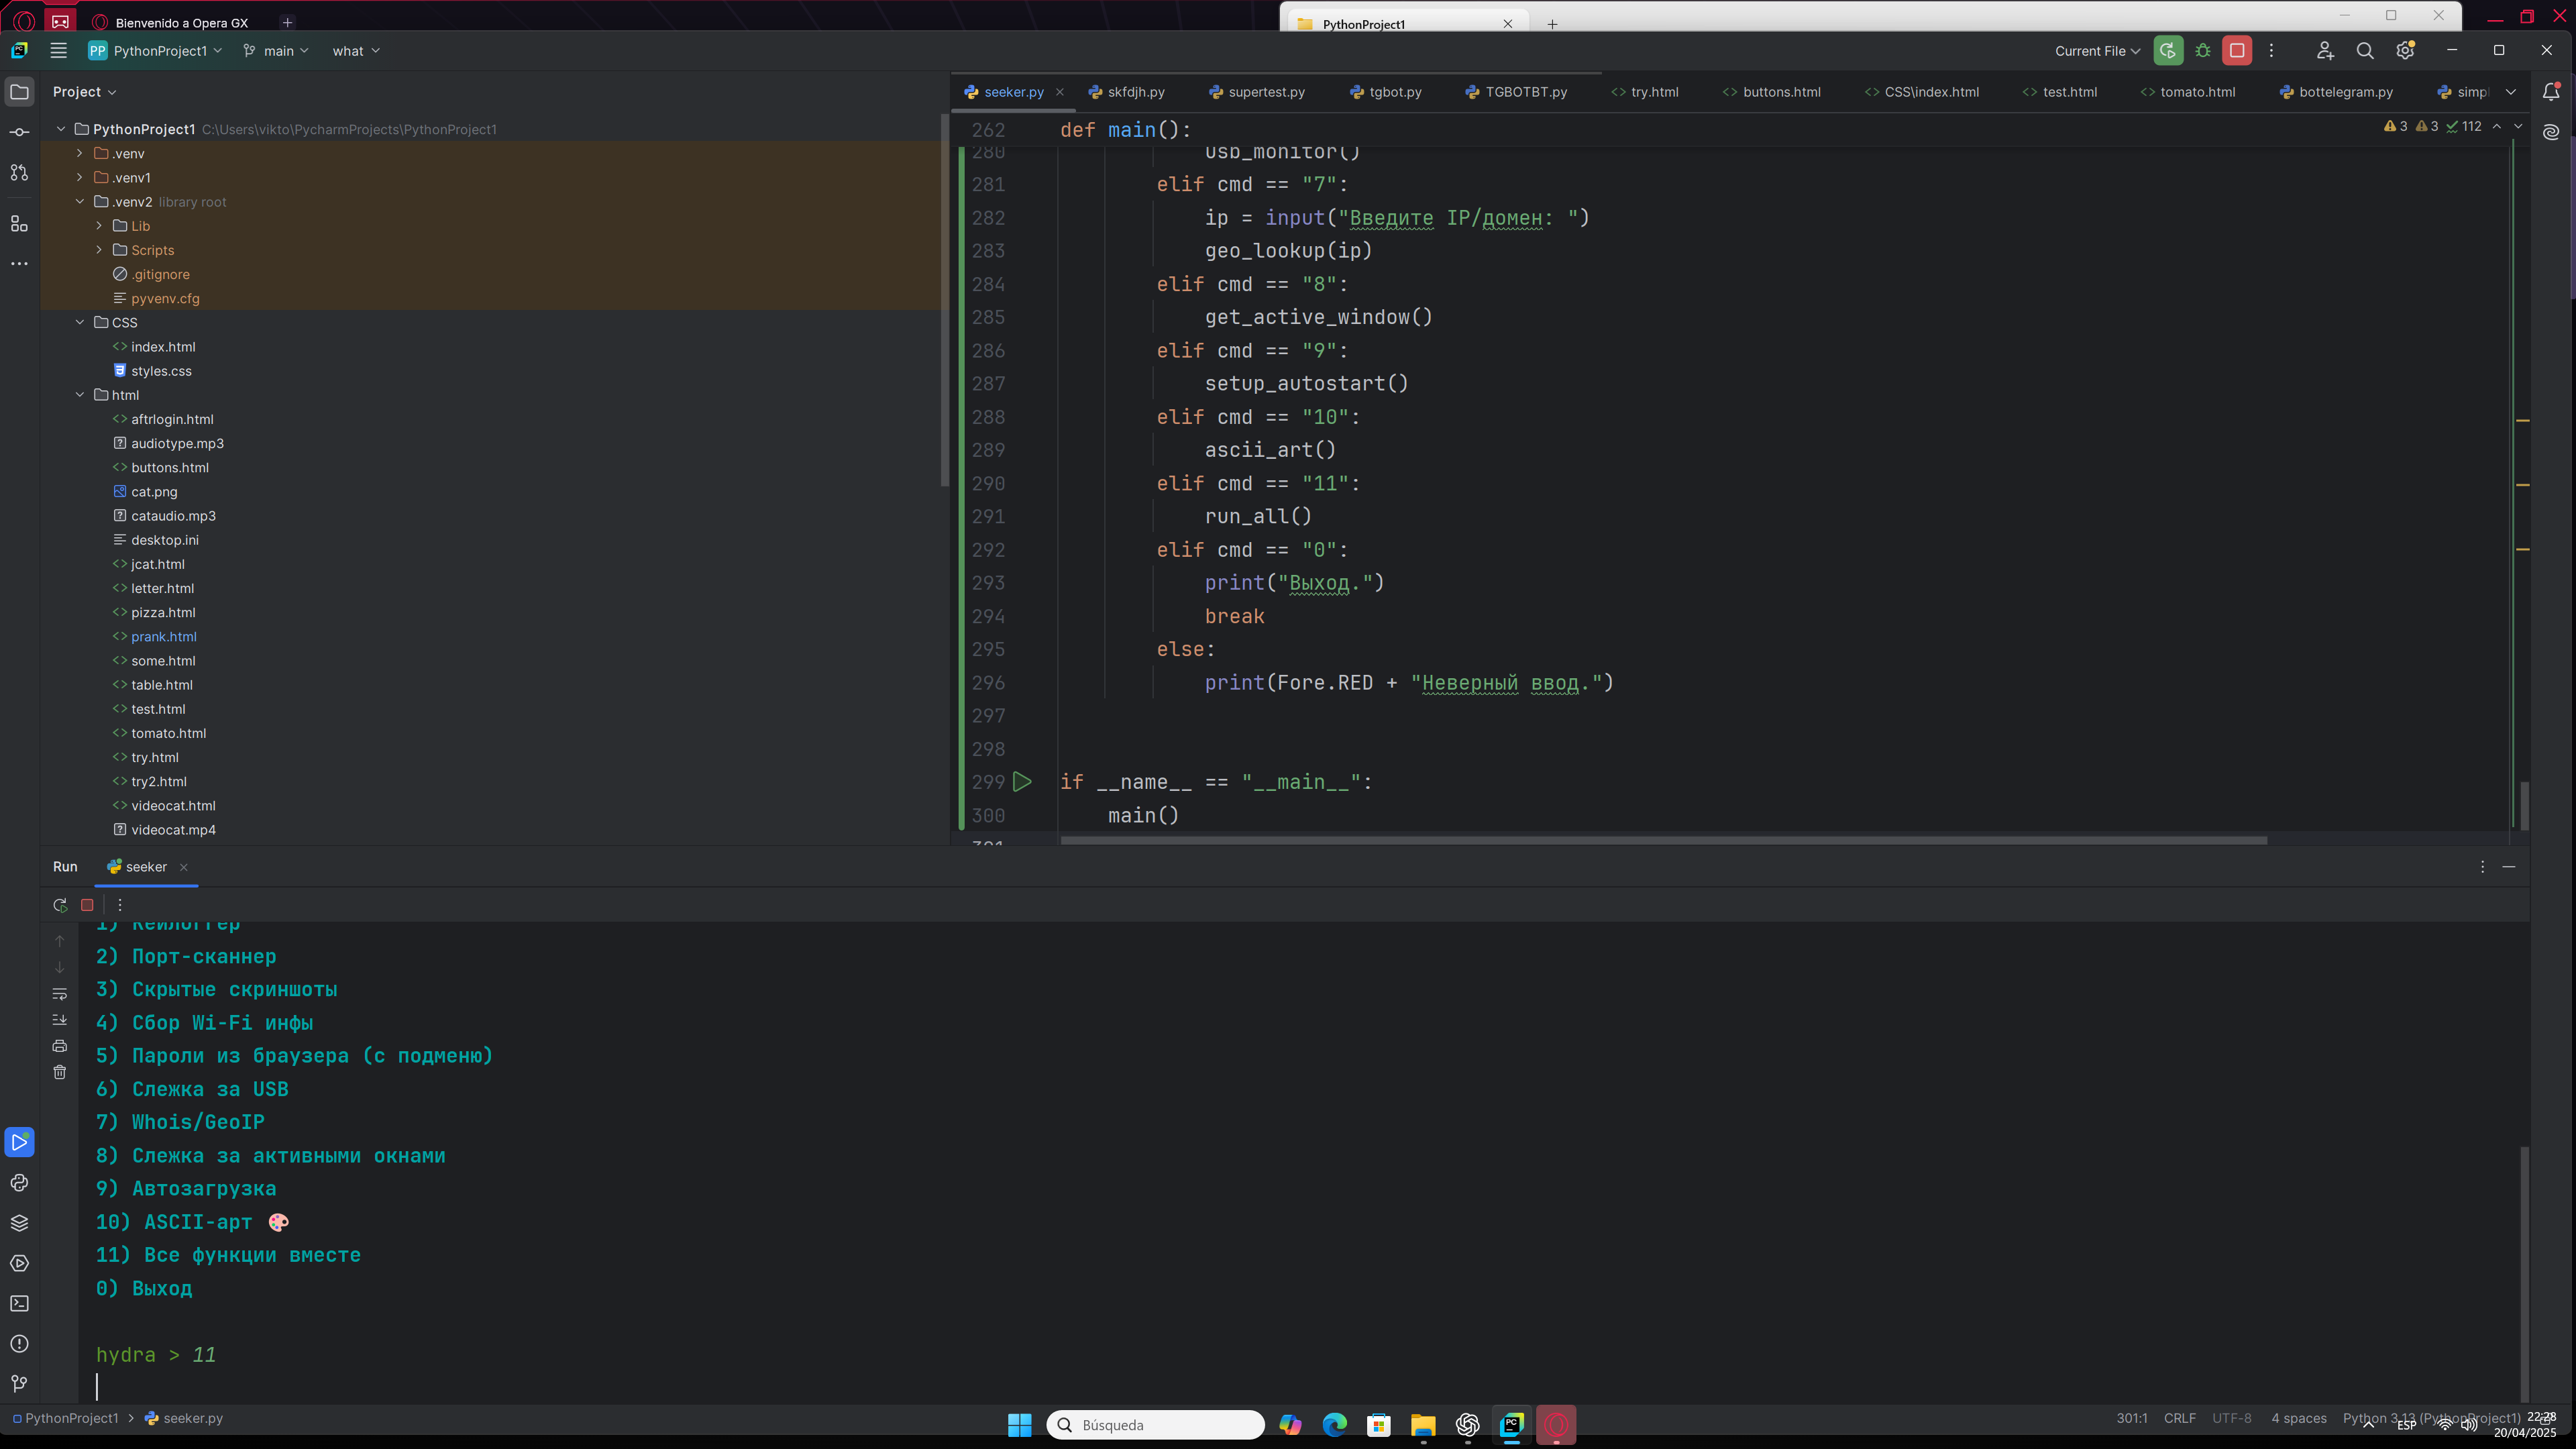 Bienvenido a Opera GX
PythonProject1
PP PythonProject1 main what Current File
Project
seeker.py skfdjh.py supertest.py tgbot.py TGBOTBT.py try.html buttons.html CSS\index.html test.html tomato.html bottelegram.py simpl
PythonProject1 C:\Users\vikto\PycharmProjects\PythonProject1
.venv
.venv1
.venv2 library root
Lib
Scripts
.gitignore
pyvenv.cfg
CSS
index.html
styles.css
html
aftrlogin.html
audiotype.mp3
buttons.html
cat.png
cataudio.mp3
desktop.ini
jcat.html
letter.html
pizza.html
prank.html
some.html
table.html
test.html
tomato.html
try.html
try2.html
videocat.html
videocat.mp4
262 def main():
3 3 112
280 usb_monitor()
281 elif cmd == "7":
282 ip = input("Введите IP/домен: ")
283 geo_lookup(ip)
284 elif cmd == "8":
285 get_active_window()
286 elif cmd == "9":
287 setup_autostart()
288 elif cmd == "10":
289 ascii_art()
290 elif cmd == "11":
291 run_all()
292 elif cmd == "0":
293 print("Выход.")
294 break
295 else:
296 print(Fore.RED + "Неверный ввод.")
297
298
299 if __name__ == "__main__":
300 main()
301
Run seeker
1) Кейлоггер
2) Порт-сканнер
3) Скрытые скриншоты
4) Сбор Wi-Fi инфы
5) Пароли из браузера (с подменю)
6) Слежка за USB
7) Whois/GeoIP
8) Слежка за активными окнами
9) Автозагрузка
10) ASCII-арт 🎨
11) Все функции вместе
0) Выход
hydra > 11
PythonProject1 > seeker.py
Búsqueda
301:1 CRLF UTF-8 4 spaces Python 3.13 (PythonProject1)
ESP
22:28
20/04/2025